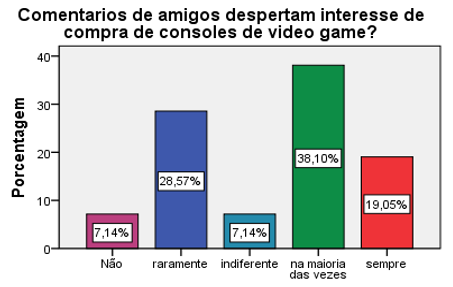 Comentarios de amigos despertam interesse de
compra de consoles de video game?
Porcentagem
40
30
20
10
0
7,14%
28,57%
7,14%
38,10%
19,05%
Não
raramente
indiferente
na maioria
das vezes
sempre